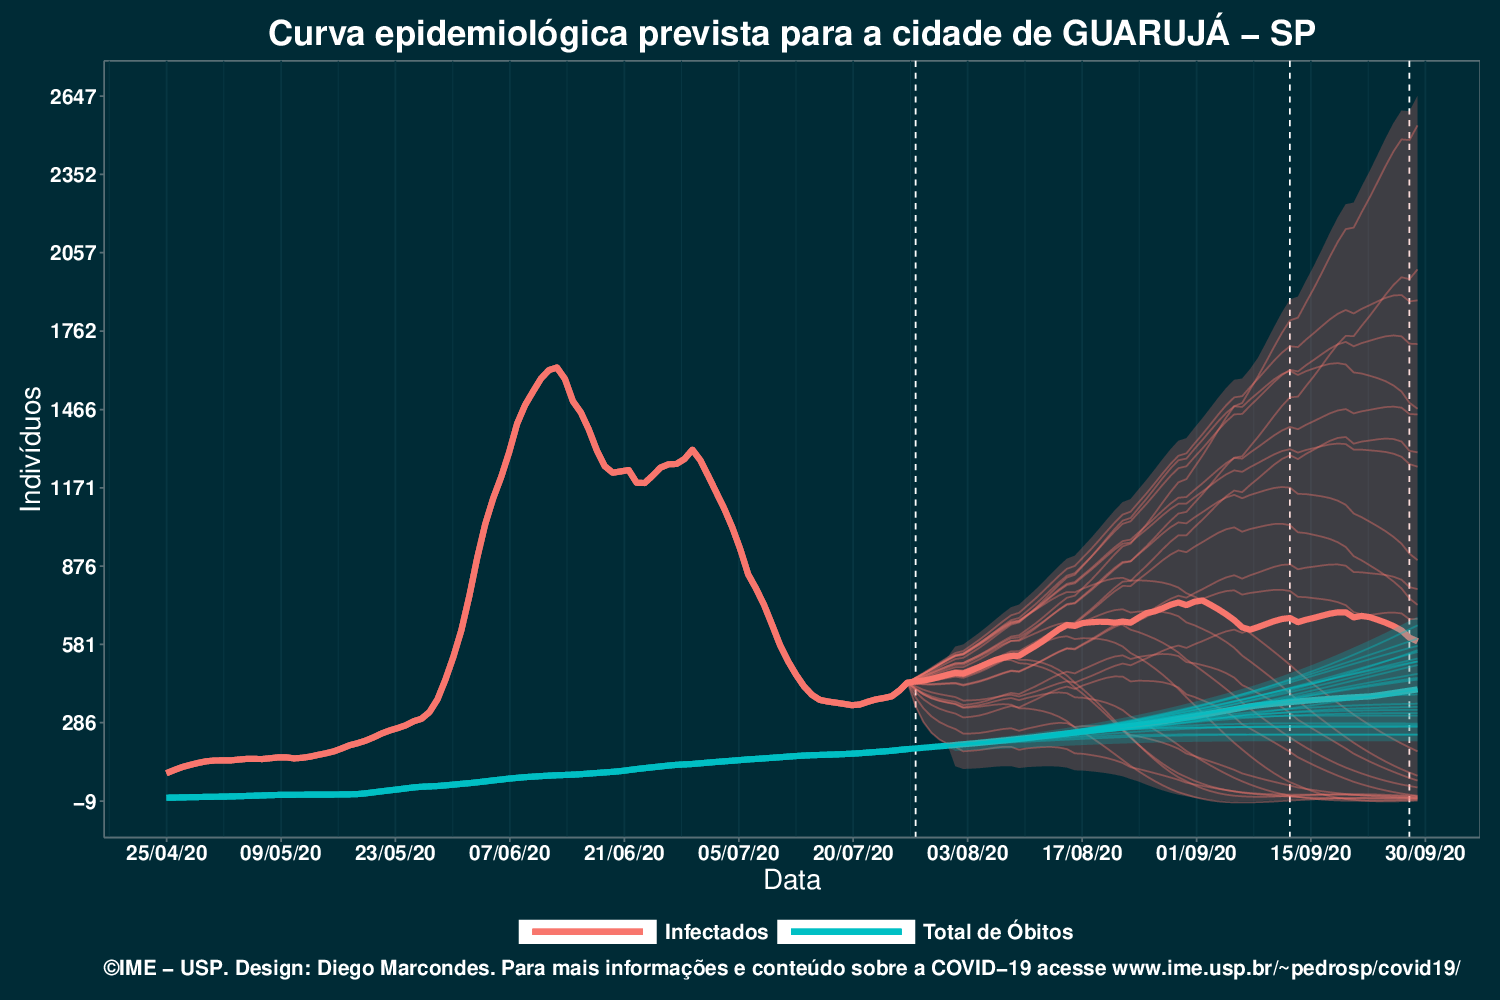 Curva epidemiológica prevista para a cidade de GUARUJÁ – SP
2647
2352
2057
1762
1466
1171
876
581
286
−9
Indivíduos
25/04/20 09/05/20 23/05/20 07/06/20 21/06/20 05/07/20 20/07/20 03/08/20 17/08/20 01/09/20 15/09/20 30/09/20
Data
Infectados Total de Óbitos
©IME – USP. Design: Diego Marcondes. Para mais informações e conteúdo sobre a COVID−19 acesse www.ime.usp.br/~pedrosp/covid19/